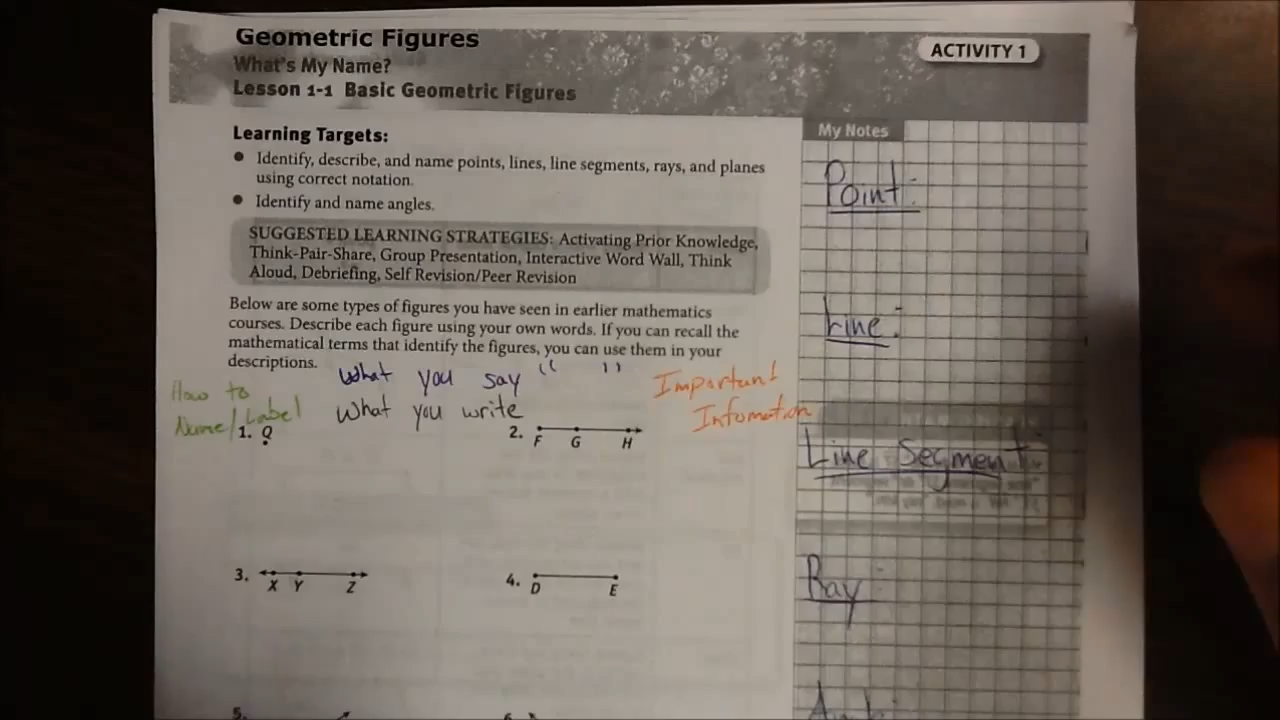 Geometric Figures
What's My Name?
Lesson 1-1 Basic Geometric Figures
ACTIVITY 1
Learning Targets:
• Identify, describe, and name points, lines, line segments, rays, and planes
using correct notation.
• Identify and name angles.
SUGGESTED LEARNING STRATEGIES: Activating Prior Knowledge,
Think-Pair-Share, Group Presentation, Interactive Word Wall, Think
Aloud, Debriefing, Self Revision/Peer Revision
Below are some types of figures you have seen in earlier mathematics
courses. Describe each figure using your own words. If you can recall the
mathematical terms that identify the figures, you can use them in your
descriptions.
What you say " "
What you write
How to
Name/Label
Important
Infomation
1. Q
2. F G H
3. X Y Z
4. D E
5.
6.
My Notes
Point:
Line:
Line Segment:
Ray: